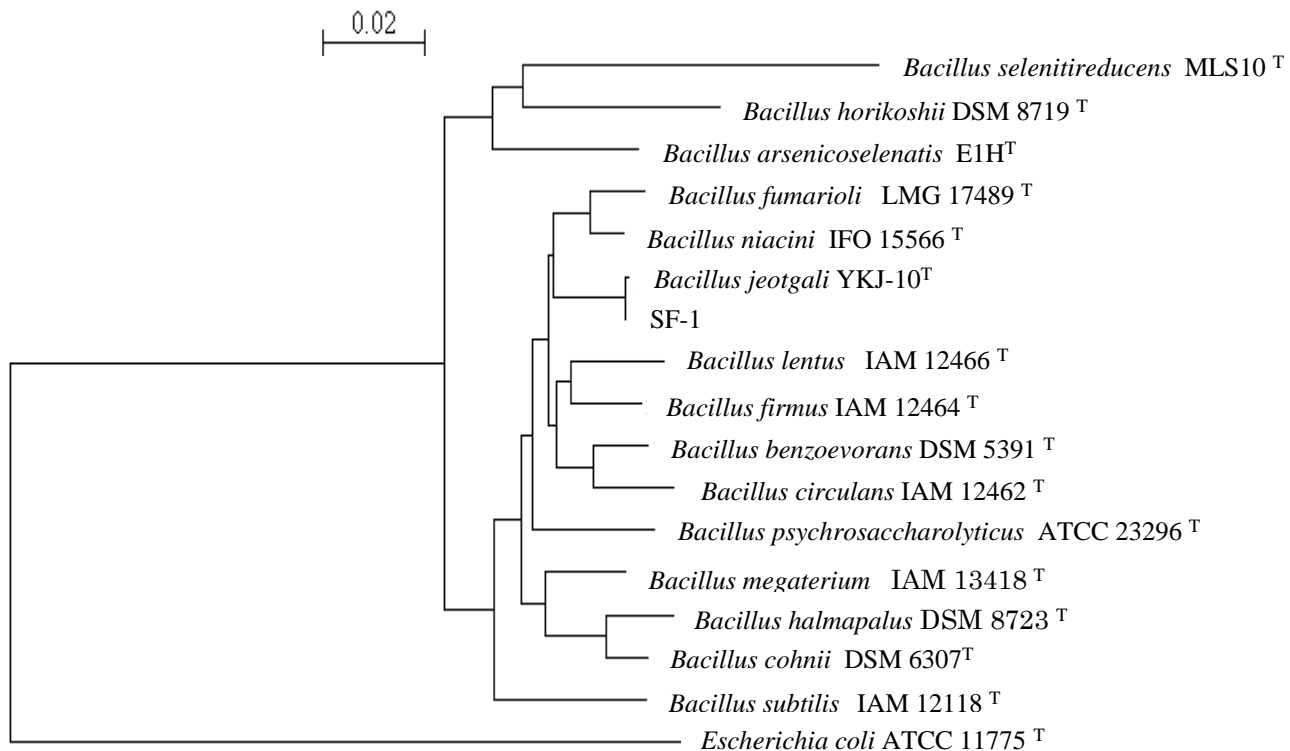 0.02
Bacillus selenitireducens MLS10 T
Bacillus horikoshii DSM 8719 T
Bacillus arsenicoselenatis E1HT
Bacillus fumarioli LMG 17489 T
Bacillus niacini IFO 15566 T
Bacillus jeotgali YKJ-10T
SF-1
Bacillus lentus IAM 12466 T
Bacillus firmus IAM 12464 T
Bacillus benzoevorans DSM 5391 T
Bacillus circulans IAM 12462 T
Bacillus psychrosaccharolyticus ATCC 23296 T
Bacillus megaterium IAM 13418 T
Bacillus halmapalus DSM 8723 T
Bacillus cohnii DSM 6307T
Bacillus subtilis IAM 12118 T
Escherichia coli ATCC 11775 T